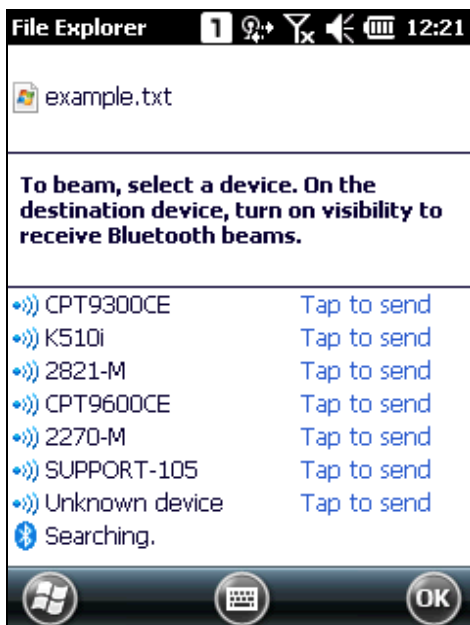 File Explorer 1 12:21
example.txt
To beam, select a device. On the
destination device, turn on visibility to
receive Bluetooth beams.
CPT9300CE Tap to send
K510i Tap to send
2821-M Tap to send
CPT9600CE Tap to send
2270-M Tap to send
SUPPORT-105 Tap to send
Unknown device Tap to send
Searching.
OK